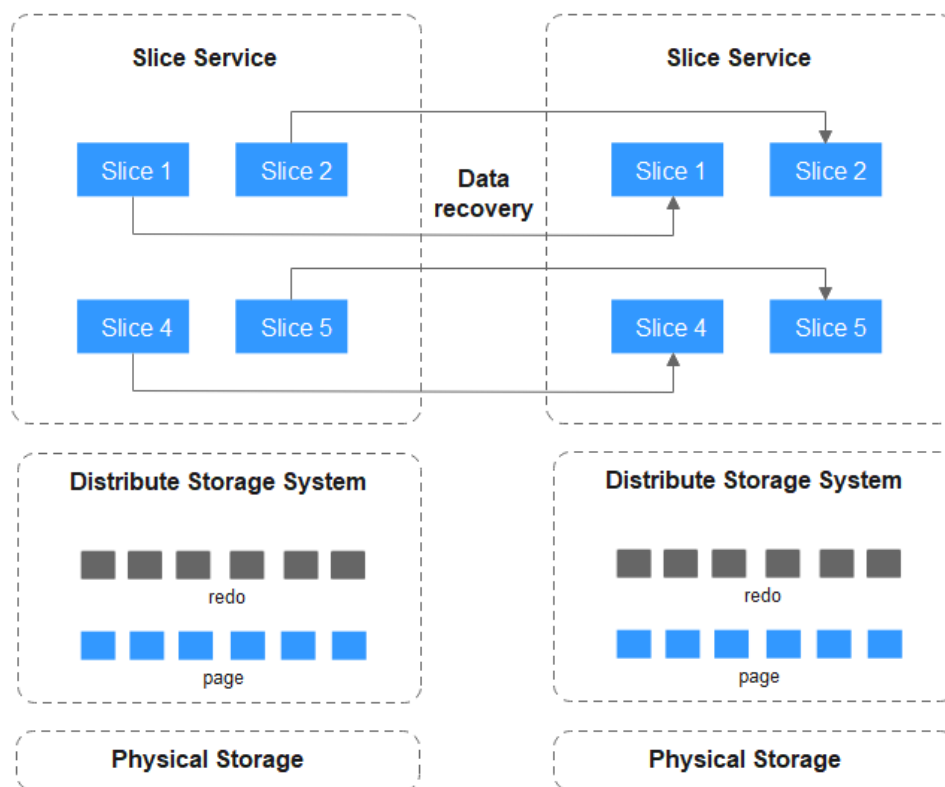 Slice Service
Slice 1
Slice 2
Slice 4
Slice 5
Data
recovery
Slice Service
Slice 1
Slice 2
Slice 4
Slice 5
Distribute Storage System
redo
page
Distribute Storage System
redo
page
Physical Storage
Physical Storage